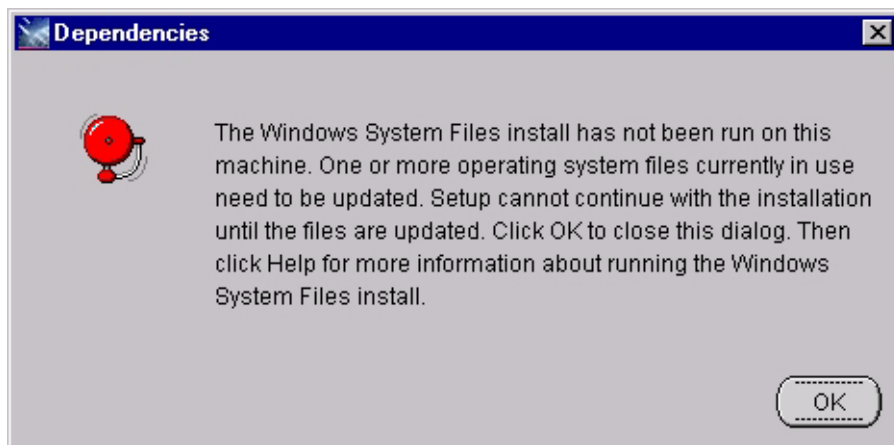 Dependencies
The Windows System Files install has not been run on this
machine. One or more operating system files currently in use
need to be updated. Setup cannot continue with the installation
until the files are updated. Click OK to close this dialog. Then
click Help for more information about running the Windows
System Files install.
OK